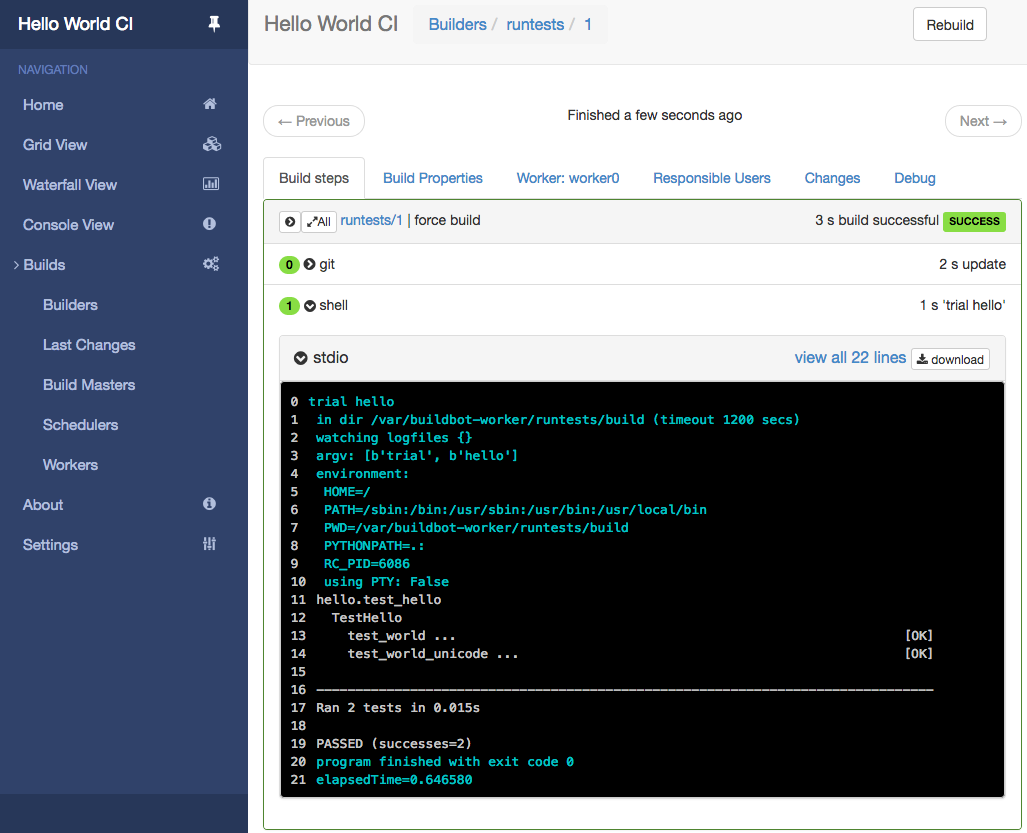 Hello World CI
NAVIGATION
Home
Grid View
Waterfall View
Console View
Builds
Builders
Last Changes
Build Masters
Schedulers
Workers
About
Settings
Hello World CI Builders / runtests / 1 Rebuild
← Previous Finished a few seconds ago Next →
Build steps Build Properties Worker: worker0 Responsible Users Changes Debug
All runtests/1 | force build 3 s build successful SUCCESS
0 git 2 s update
1 shell 1 s 'trial hello'
stdio view all 22 lines download
0 trial hello
1 in dir /var/buildbot-worker/runtests/build (timeout 1200 secs)
2 watching logfiles {}
3 argv: [b'trial', b'hello']
4 environment:
5 HOME=/
6 PATH=/sbin:/bin:/usr/sbin:/usr/bin:/usr/local/bin
7 PWD=/var/buildbot-worker/runtests/build
8 PYTHONPATH=.:
9 RC_PID=6086
10 using PTY: False
11 hello.test_hello
12 TestHello
13 test_world ... [OK]
14 test_world_unicode ... [OK]
15
16 -------------------------------------------------------------------------------
17 Ran 2 tests in 0.015s
18
19 PASSED (successes=2)
20 program finished with exit code 0
21 elapsedTime=0.646580